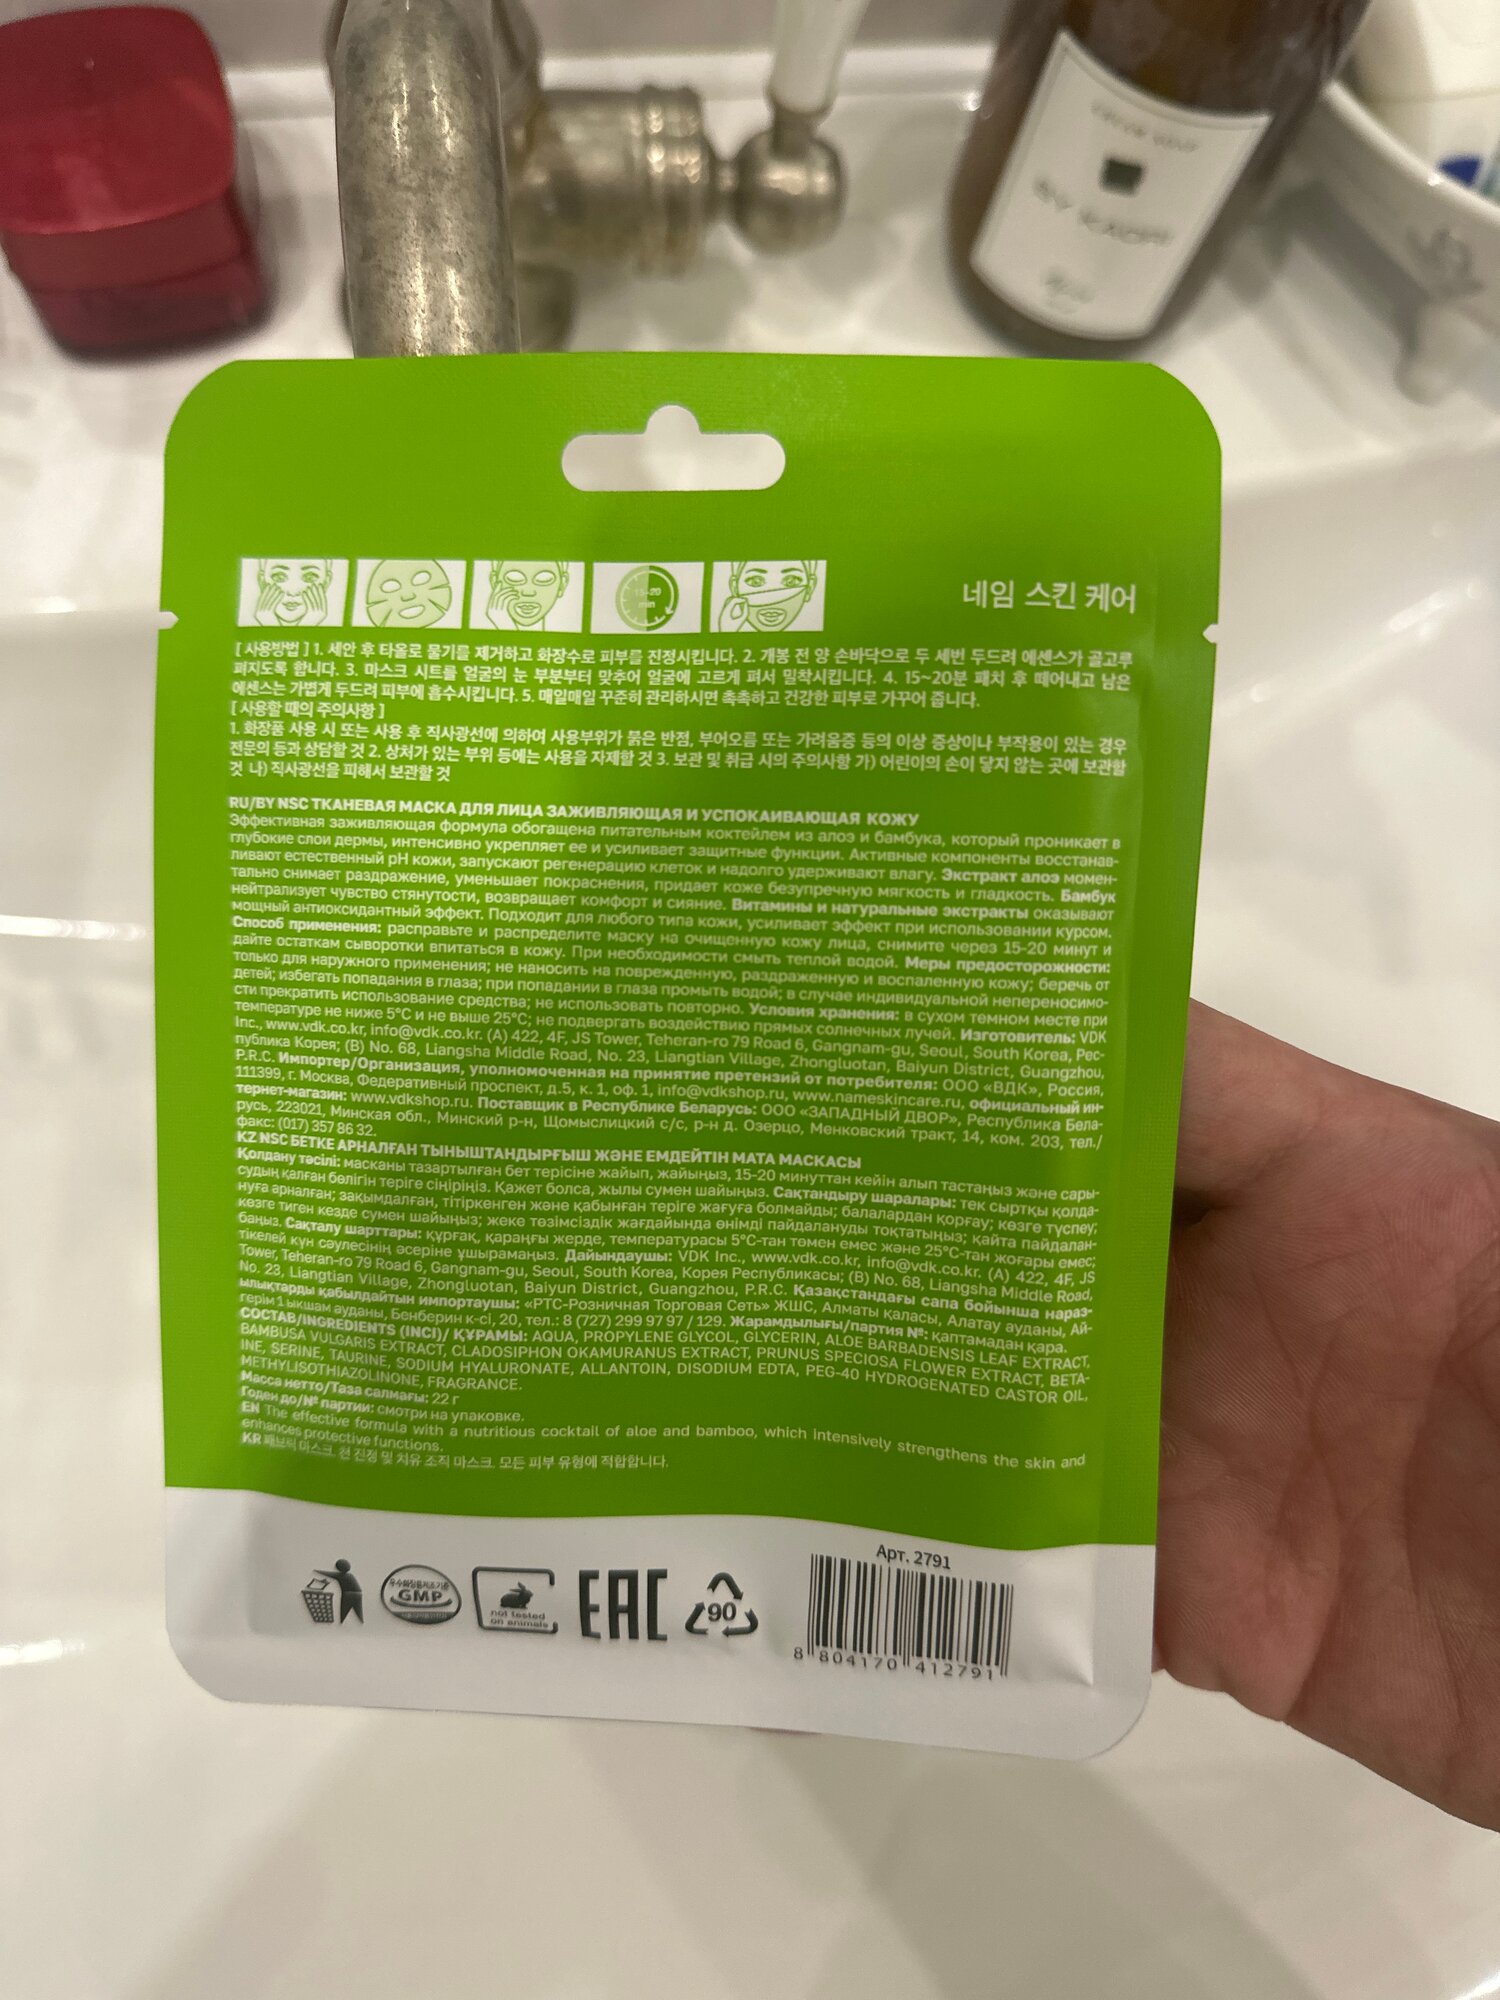 BY KAORI
15-20
min
네임 스킨 케어
[ 사용방법 ] 1. 세안 후 타올로 물기를 제거하고 화장수로 피부를 진정시킵니다. 2. 개봉 전 양 손바닥으로 두 세번 두드려 에센스가 골고루
펴지도록 합니다. 3. 마스크 시트를 얼굴의 눈 부분부터 맞추어 얼굴에 고르게 펴서 밀착시킵니다. 4. 15~20분 패치 후 떼어내고 남은
에센스는 가볍게 두드려 피부에 흡수시킵니다. 5. 매일매일 꾸준히 관리하시면 촉촉하고 건강한 피부로 가꾸어 줍니다.
[ 사용할 때의 주의사항 ]
1. 화장품 사용 시 또는 사용 후 직사광선에 의하여 사용부위가 붉은 반점, 부어오름 또는 가려움증 등의 이상 증상이나 부작용이 있는 경우
전문의 등과 상담할 것 2. 상처가 있는 부위 등에는 사용을 자제할 것 3. 보관 및 취급 시의 주의사항 가) 어린이의 손이 닿지 않는 곳에 보관할
것 나) 직사광선을 피해서 보관할 것
RU/BY NSC ТКАНЕВАЯ МАСКА ДЛЯ ЛИЦА ЗАЖИВЛЯЮЩАЯ И УСПОКАИВАЮЩАЯ КОЖУ
Эффективная заживляющая формула обогащена питательным коктейлем из алоэ и бамбука, который проникает в
глубокие слои дермы, интенсивно укрепляет ее и усиливает защитные функции. Активные компоненты восстанав-
ливают естественный pH кожи, запускают регенерацию клеток и надолго удерживают влагу. Экстракт алоэ момен-
тально снимает раздражение, уменьшает покраснения, придает коже безупречную мягкость и гладкость. Бамбук
нейтрализует чувство стянутости, возвращает комфорт и сияние. Витамины и натуральные экстракты оказывают
мощный антиоксидантный эффект. Подходит для любого типа кожи, усиливает эффект при использовании курсом.
Способ применения: расправьте и распределите маску на очищенную кожу лица, снимите через 15-20 минут и
дайте остаткам сыворотки впитаться в кожу. При необходимости смыть теплой водой. Меры предосторожности:
только для наружного применения; не наносить на поврежденную, раздраженную и воспаленную кожу; беречь от
детей; избегать попадания в глаза; при попадании в глаза промыть водой; в случае индивидуальной непереносимо-
сти прекратить использование средства; не использовать повторно. Условия хранения: в сухом темном месте при
температуре не ниже 5°C и не выше 25°C; не подвергать воздействию прямых солнечных лучей. Изготовитель: VDK
Inc., www.vdk.co.kr, info@vdk.co.kr. (A) 422, 4F, JS Tower, Teheran-ro 79 Road 6, Gangnam-gu, Seoul, South Korea, Рес-
публика Корея; (B) No. 68, Liangsha Middle Road, No. 23, Liangtian Village, Zhongluotan, Baiyun District, Guangzhou,
P.R.C. Импортер/Организация, уполномоченная на принятие претензий от потребителя: ООО «ВДК», Россия,
111399, г. Москва, Федеративный проспект, д.5, к. 1, оф. 1, info@vdkshop.ru, www.nameskincare.ru, официальный ин-
тернет-магазин: www.vdkshop.ru. Поставщик в Республике Беларусь: ООО «ЗАПАДНЫЙ ДВОР», Республика Бела-
русь, 223021, Минская обл., Минский р-н, Щомыслицкий с/с, р-н д. Озерцо, Менковский тракт, 14, ком. 203, тел./
факс: (017) 357 86 32.
KZ NSC БЕТКЕ АРНАЛҒАН ТЫНЫШТАНДЫРҒЫШ ЖӘНЕ ЕМДЕЙТІН МАТА МАСКАСЫ
Қолдану тәсілі: масканы тазартылған бет терісіне жайып, жайыңыз, 15-20 минуттан кейін алып тастаңыз және сары-
судың қалған бөлігін теріге сіңіріңіз. Қажет болса, жылы сумен шайыңыз. Сақтандыру шаралары: тек сыртқы қолда-
нуға арналған; зақымдалған, тітіркенген және қабынған теріге жағуға болмайды; балалардан қорғау; көзге түспеу;
көзге тиген кезде сумен шайыңыз; жеке төзімсіздік жағдайында өнімді пайдалануды тоқтатыңыз; қайта пайдалан-
баңыз. Сақталу шарттары: құрғақ, қараңғы жерде, температурасы 5°C-тан төмен емес және 25°C-тан жоғары емес;
тікелей күн сәулесінің әсеріне ұшырамаңыз. Дайындаушы: VDK Inc., www.vdk.co.kr, info@vdk.co.kr. (A) 422, 4F, JS
Tower, Teheran-ro 79 Road 6, Gangnam-gu, Seoul, South Korea, Корея Республикасы; (B) No. 68, Liangsha Middle Road,
No. 23, Liangtian Village, Zhongluotan, Baiyun District, Guangzhou, P.R.C. Қазақстандағы сапа бойынша нараз-
ылықтарды қабылдайтын импорташы: «РТС-Розничная Торговая Сеть» ЖШС, Алматы қаласы, Алатау ауданы, Ай-
герім 1 ықшам ауданы, Бенберин к-сі, 20, тел.: 8 (727) 299 97 97 / 129. Жарамдылығы/партия №: қаптамадан қара.
СОСТАВ/INGREDIENTS (INCI)/ ҚҰРАМЫ: AQUA, PROPYLENE GLYCOL, GLYCERIN, ALOE BARBADENSIS LEAF EXTRACT,
BAMBUSA VULGARIS EXTRACT, CLADOSIPHON OKAMURANUS EXTRACT, PRUNUS SPECIOSA FLOWER EXTRACT, BETA-
INE, SERINE, TAURINE, SODIUM HYALURONATE, ALLANTOIN, DISODIUM EDTA, PEG-40 HYDROGENATED CASTOR OIL,
METHYLISOTHIAZOLINONE, FRAGRANCE.
Масса нетто/Таза салмағы: 22 г
Годен до/№ партии: смотри на упаковке.
EN The effective formula with a nutritious cocktail of aloe and bamboo, which intensively strengthens the skin and
enhances protective functions.
KR 패브릭 마스크. 천 진정 및 치유 조직 마스크. 모든 피부 유형에 적합합니다.
GMP
not tested
on animals
EAC
90
Арт. 2791
8 804170 412791